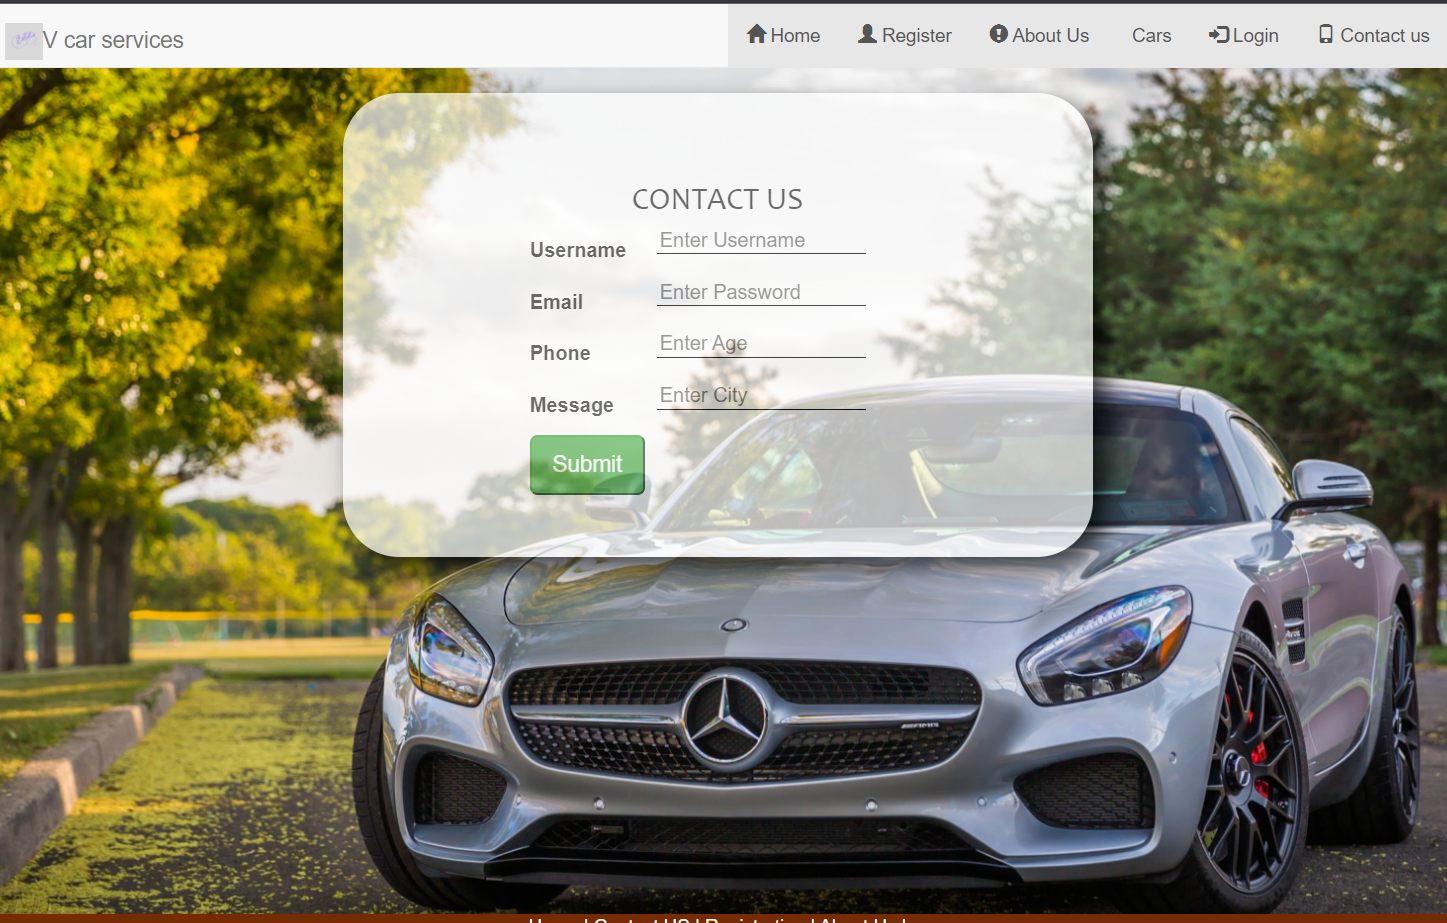 V car services
Home Register About Us Cars Login Contact us
CONTACT US
Username Enter Username
Email Enter Password
Phone Enter Age
Message Enter City
Submit
AMG